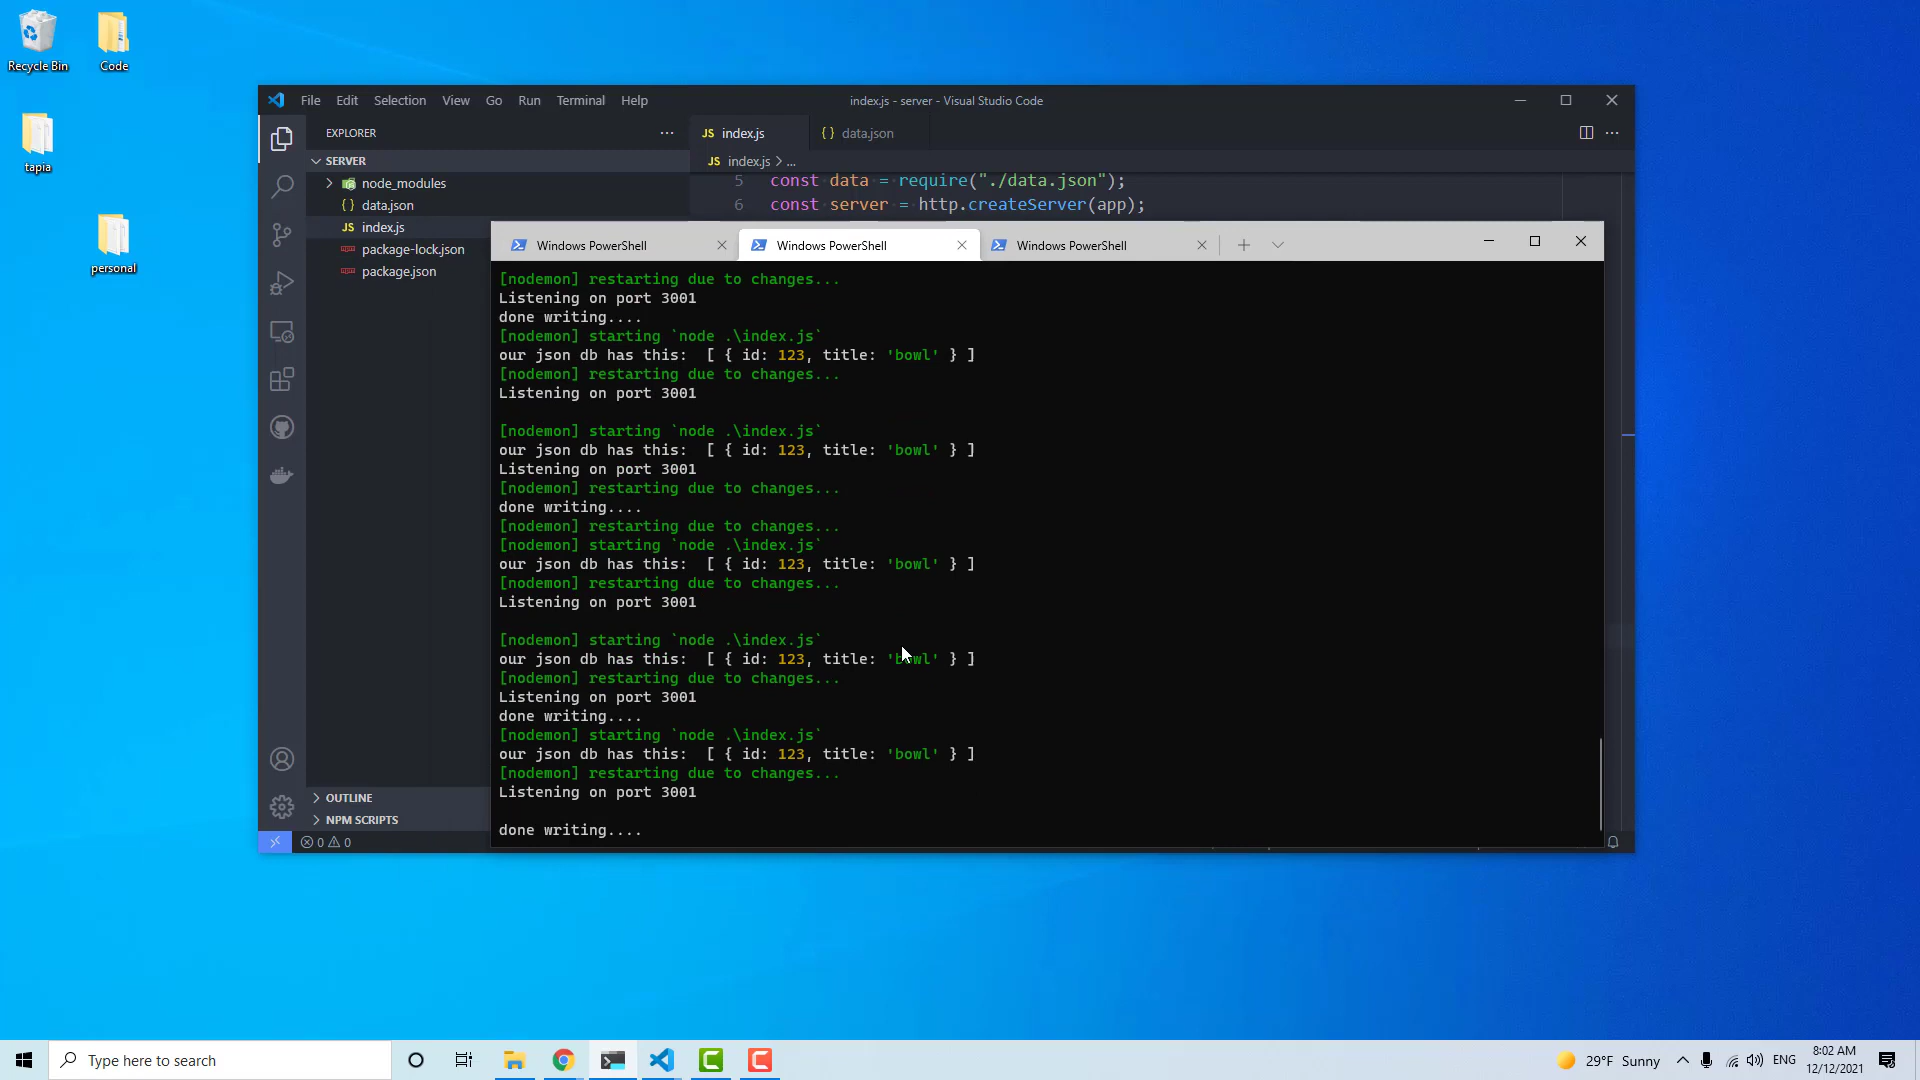 Recycle Bin
Code
tapia
personal
File Edit Selection View Go Run Terminal Help
index.js - server - Visual Studio Code
EXPLORER
SERVER
node_modules
data.json
JS index.js
package-lock.json
package.json
OUTLINE
NPM SCRIPTS
0 0
JS index.js
{ } data.json
JS index.js > ...
5 const data = require("./data.json");
6 const server = http.createServer(app);
Windows PowerShell
Windows PowerShell
Windows PowerShell
[nodemon] restarting due to changes...
Listening on port 3001
done writing....
[nodemon] starting `node .\index.js`
our json db has this:  [ { id: 123, title: 'bowl' } ]
[nodemon] restarting due to changes...
Listening on port 3001
[nodemon] starting `node .\index.js`
our json db has this:  [ { id: 123, title: 'bowl' } ]
Listening on port 3001
[nodemon] restarting due to changes...
done writing....
[nodemon] restarting due to changes...
[nodemon] starting `node .\index.js`
our json db has this:  [ { id: 123, title: 'bowl' } ]
[nodemon] restarting due to changes...
Listening on port 3001
[nodemon] starting `node .\index.js`
our json db has this:  [ { id: 123, title: 'bowl' } ]
[nodemon] restarting due to changes...
Listening on port 3001
done writing....
[nodemon] starting `node .\index.js`
our json db has this:  [ { id: 123, title: 'bowl' } ]
[nodemon] restarting due to changes...
Listening on port 3001
done writing....
Type here to search
29°F Sunny
ENG
8:02 AM
12/12/2021